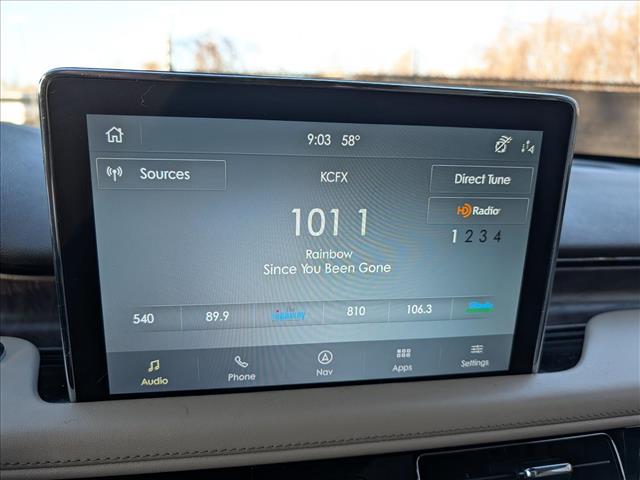 9:03 58°
Sources
KCFX
Direct Tune
HD Radio
101 1
1 2 3 4
Rainbow
Since You Been Gone
540 89.9 810 106.3
Audio Phone Nav Apps Settings